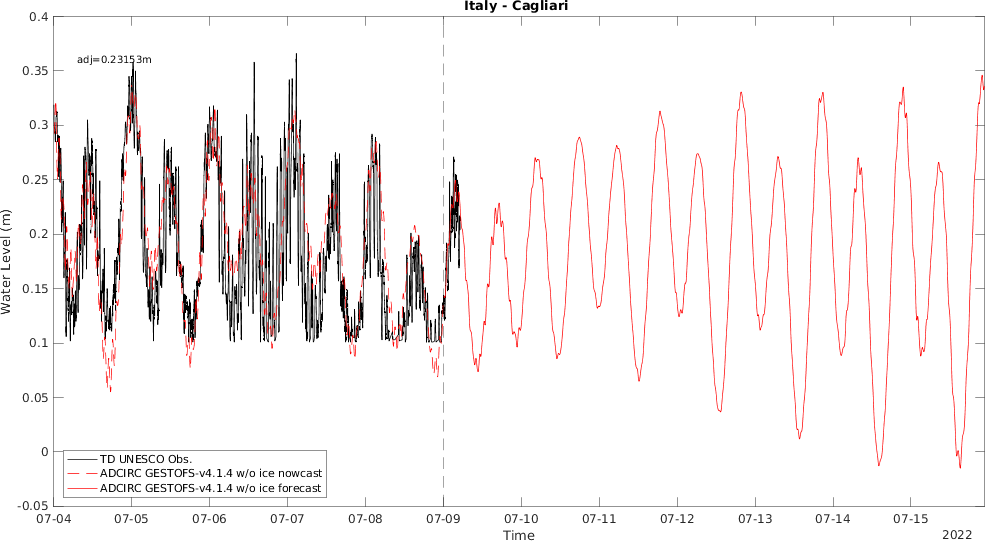 Italy - Cagliari
adj=0.23153m
0.4
0.35
0.3
0.25
0.2
0.15
0.1
0.05
0
-0.05
Water Level (m)
TD UNESCO Obs.
ADCIRC GESTOFS-v4.1.4 w/o ice nowcast
ADCIRC GESTOFS-v4.1.4 w/o ice forecast
07-04 07-05 07-06 07-07 07-08 07-09 07-10 07-11 07-12 07-13 07-14 07-15
Time
2022